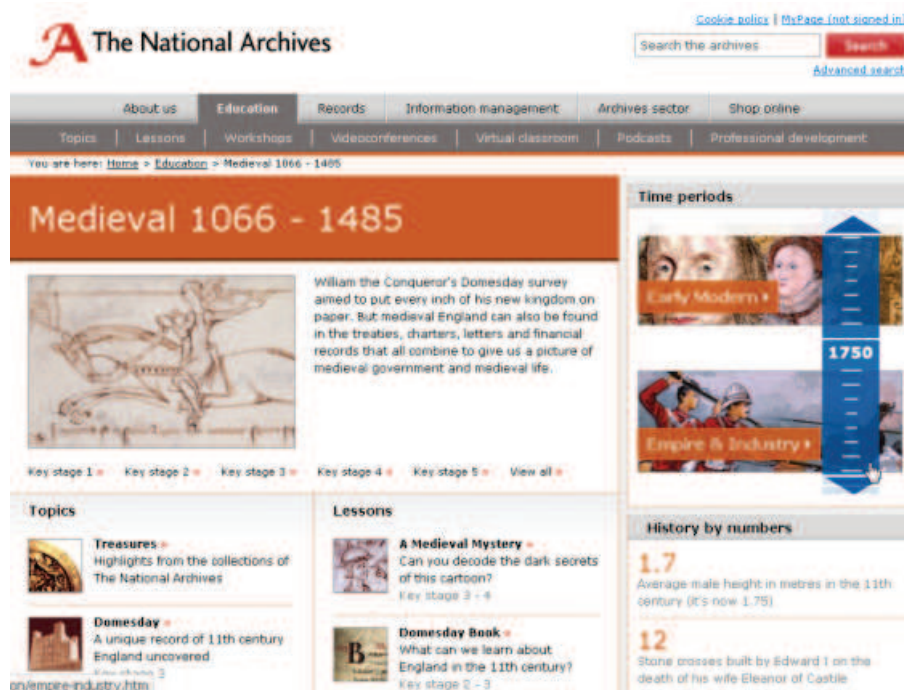 Cookie policy | MyPage (not signed in)
The National Archives
Search the archives Search
Advanced search
About us Education Records Information management Archives sector Shop online
Topics | Lessons | Workshops | Videoconferences | Virtual classroom | Podcasts | Professional development
You are here: Home > Education > Medieval 1066 - 1485
Medieval 1066 - 1485
William the Conqueror's Domesday survey
aimed to put every inch of his new kingdom on
paper. But medieval England can also be found
in the treaties, charters, letters and financial
records that all combine to give us a picture of
medieval government and medieval life.
Key stage 1 » Key stage 2 » Key stage 3 » Key stage 4 » Key stage 5 » View all »
Topics
Treasures »
Highlights from the collections of
The National Archives
Domesday »
A unique record of 11th century
England uncovered
Key stage 3
on/empire-industry.htm
Lessons
A Medieval Mystery »
Can you decode the dark secrets
of this cartoon?
Key stage 3 - 4
Domesday Book »
What can we learn about
England in the 11th century?
Key stage 2 - 3
Time periods
Early Modern
1750
Empire & Industry
History by numbers
1.7
Average male height in metres in the 11th
century (it's now 1.75)
12
Stone crosses built by Edward I on the
death of his wife Eleanor of Castile